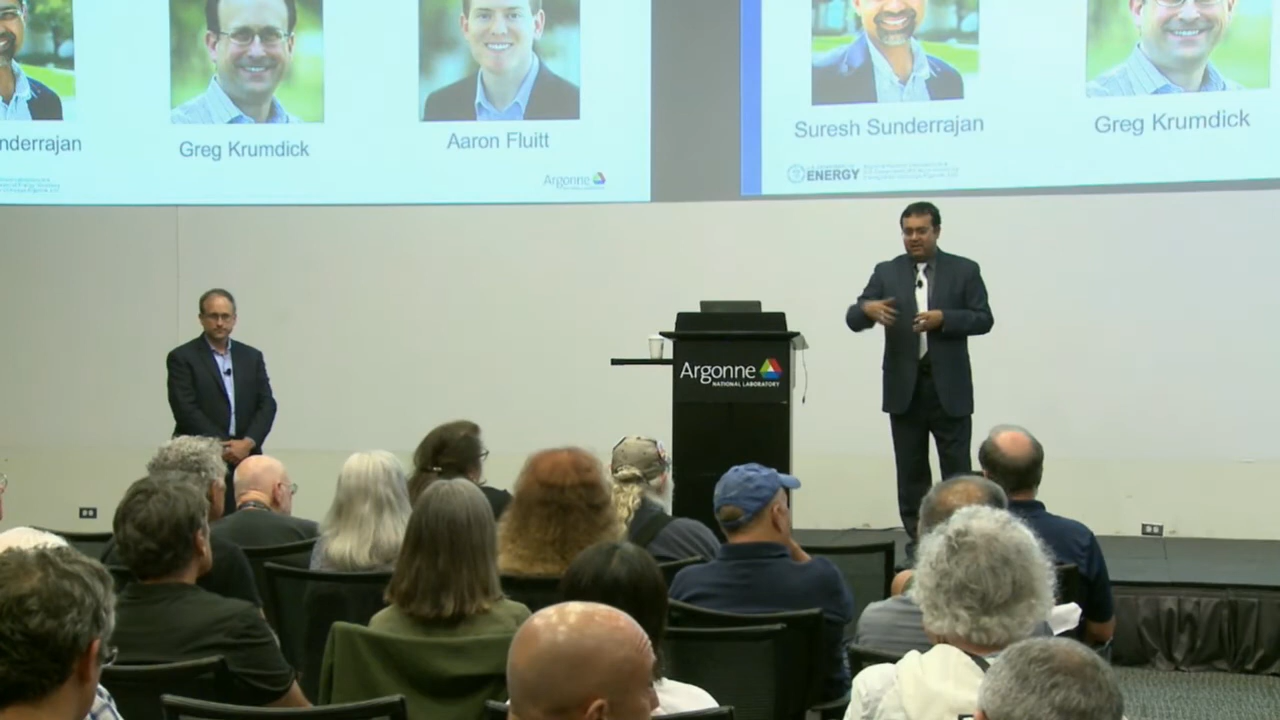 nderrajan
Greg Krumdick
Aaron Fluitt
Argonne
Suresh Sunderrajan
Greg Krumdick
ENERGY
Argonne
NATIONAL LABORATORY